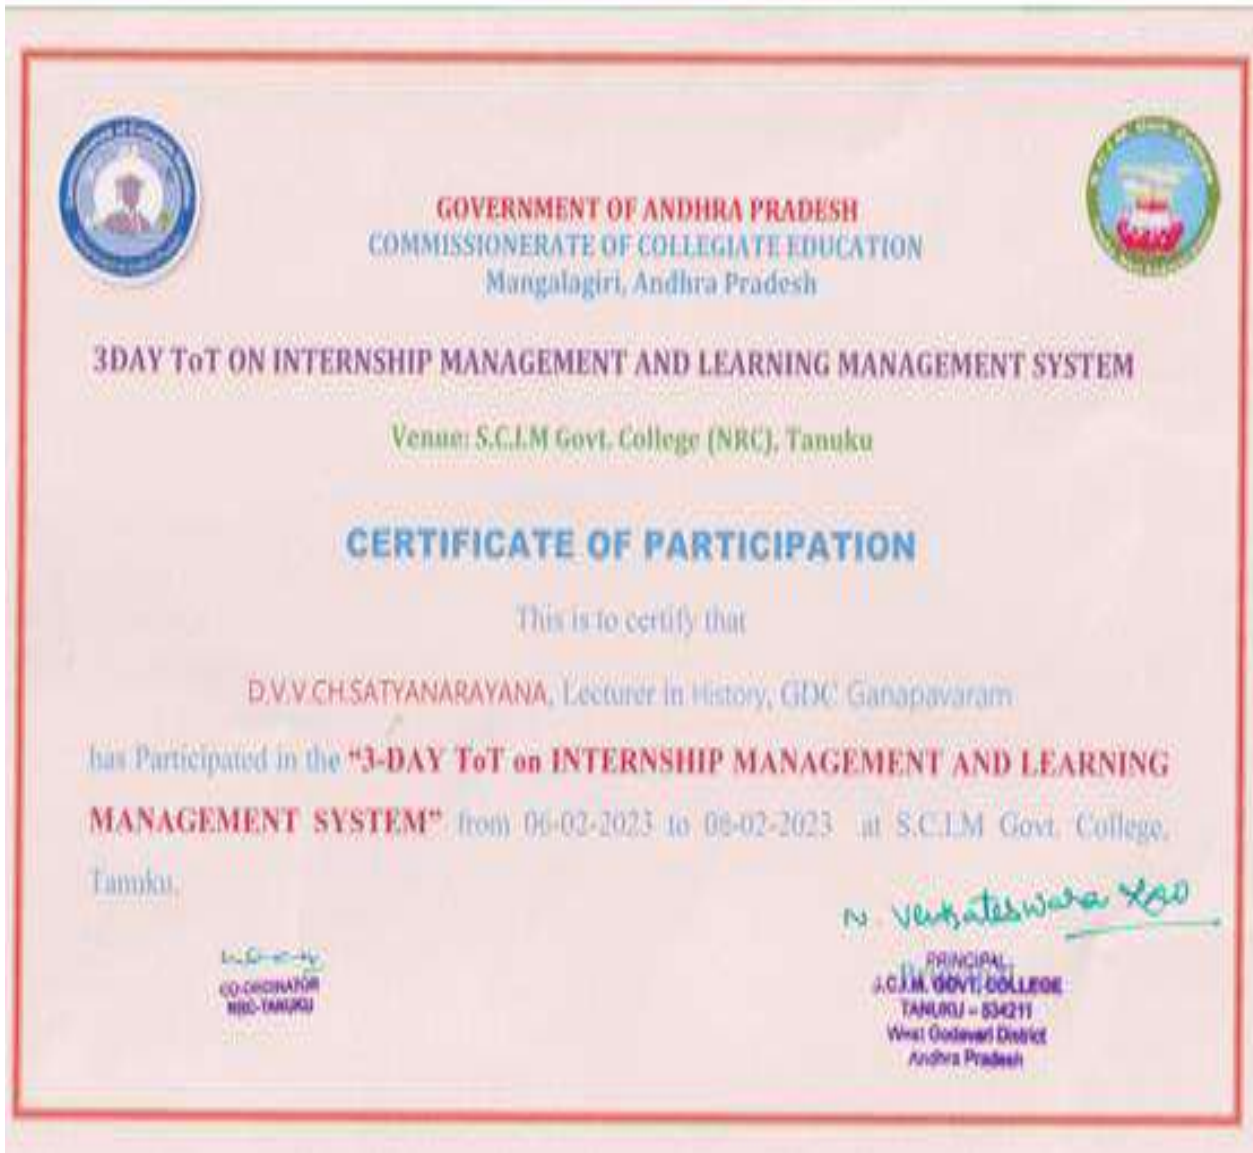 GOVERNMENT OF ANDHRA PRADESH
COMMISSIONERATE OF COLLEGIATE EDUCATION
Mangalagiri, Andhra Pradesh
3DAY ToT ON INTERNSHIP MANAGEMENT AND LEARNING MANAGEMENT SYSTEM
Venue: S.C.I.M Govt. College (NRC), Tanuku
CERTIFICATE OF PARTICIPATION
This is to certify that
D.V.V.CH.SATYANARAYANA, Lecturer in History, GDC Ganapavaram
has Participated in the “3-DAY ToT on INTERNSHIP MANAGEMENT AND LEARNING
MANAGEMENT SYSTEM” from 06-02-2023 to 08-02-2023 at S.C.I.M Govt. College,
Tanuku.
N. Venkateswara Rao
CO-ORDINATOR
NRC-TANUKU
PRINCIPAL
S.C.I.M. GOVT. COLLEGE
TANUKU – 534211
West Godavari District
Andhra Pradesh